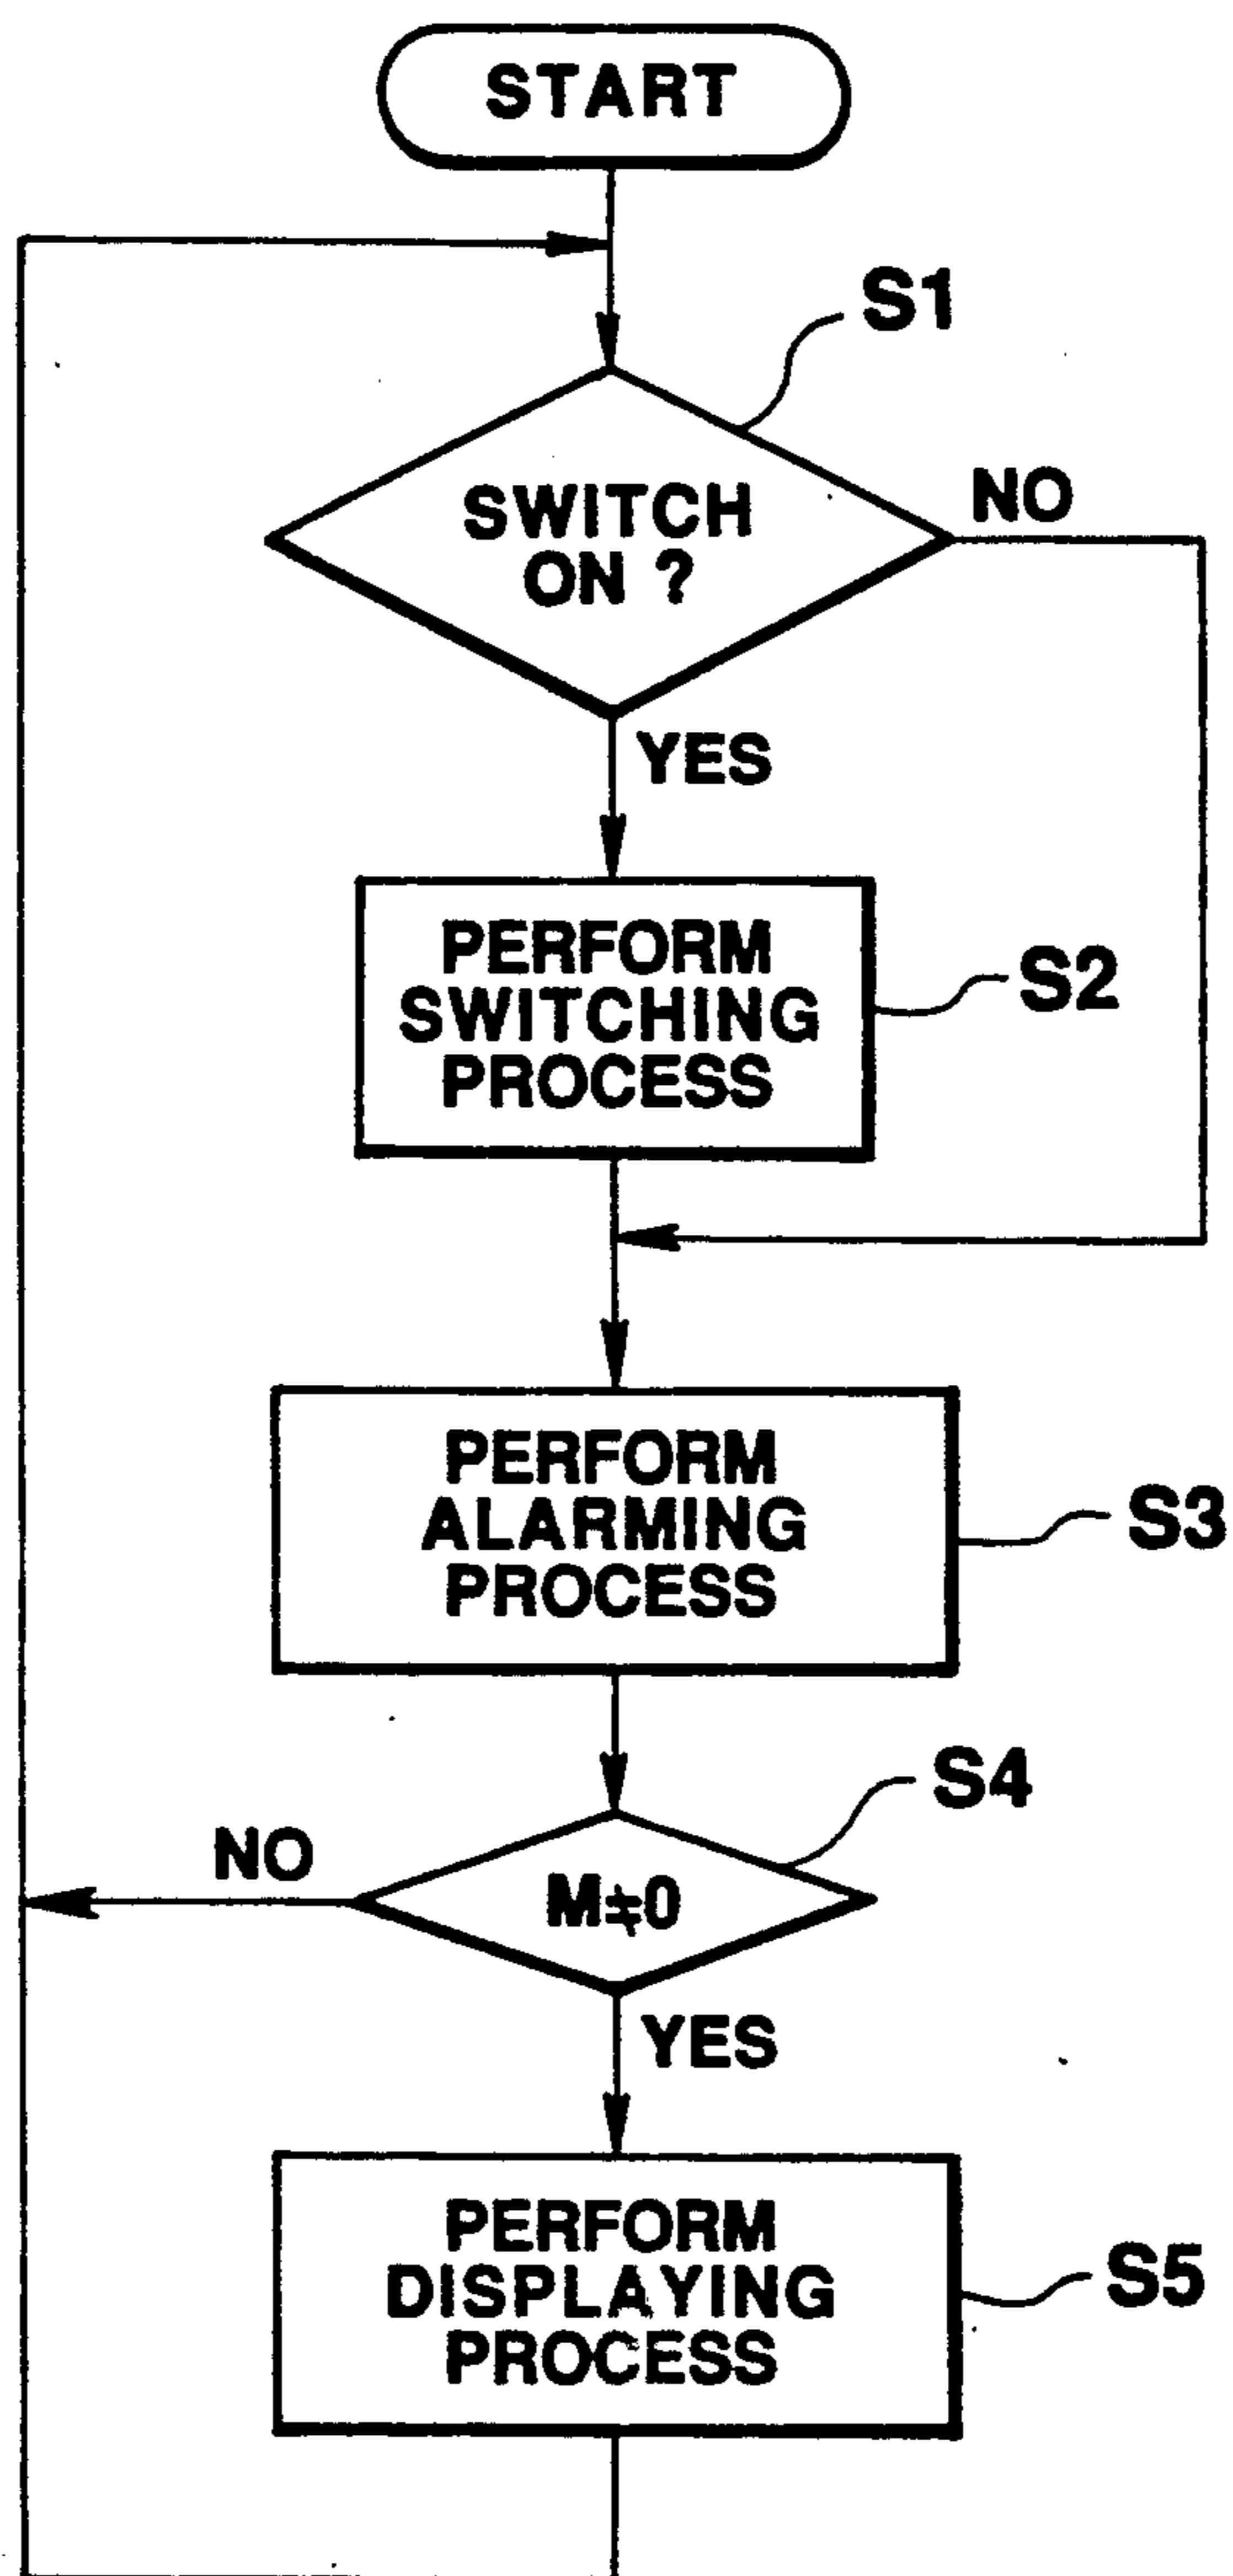 START
S1
SWITCH
ON ?
NO
YES
PERFORM
SWITCHING
PROCESS
S2
PERFORM
ALARMING
PROCESS
S3
S4
NO
M≠0
YES
PERFORM
DISPLAYING
PROCESS
S5